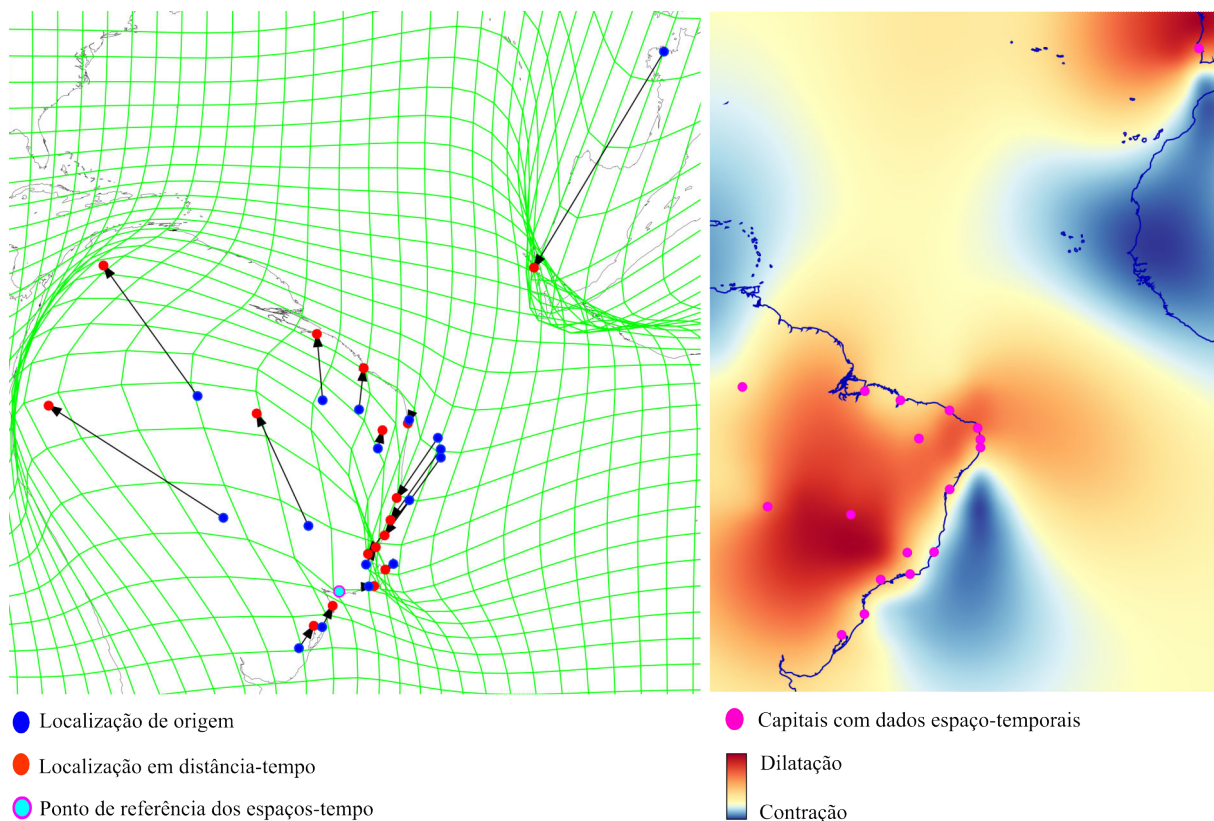 Localização de origem
Localização em distância-tempo
Ponto de referência dos espaços-tempo
Capitais com dados espaço-temporais
Dilatação
Contração